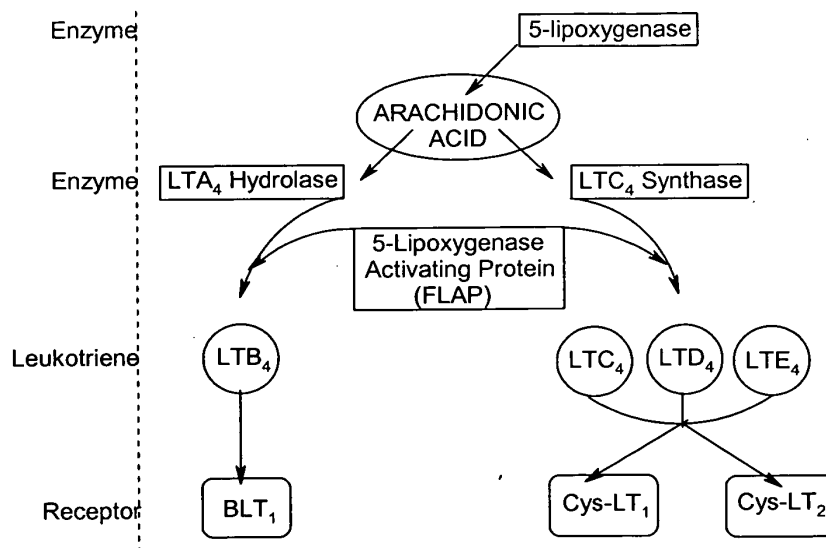 Enzyme
5-lipoxygenase
ARACHIDONIC
ACID
Enzyme
LTA₄ Hydrolase
LTC₄ Synthase
5-Lipoxygenase
Activating Protein
(FLAP)
Leukotriene
LTB₄
LTC₄
LTD₄
LTE₄
Receptor
BLT₁
Cys-LT₁
Cys-LT₂